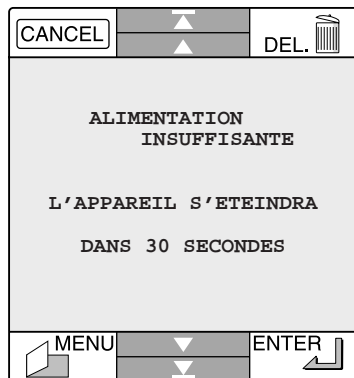 CANCEL
DEL.
ALIMENTATION
INSUFFISANTE
L'APPAREIL S'ETEINDRA
DANS 30 SECONDES
MENU
ENTER